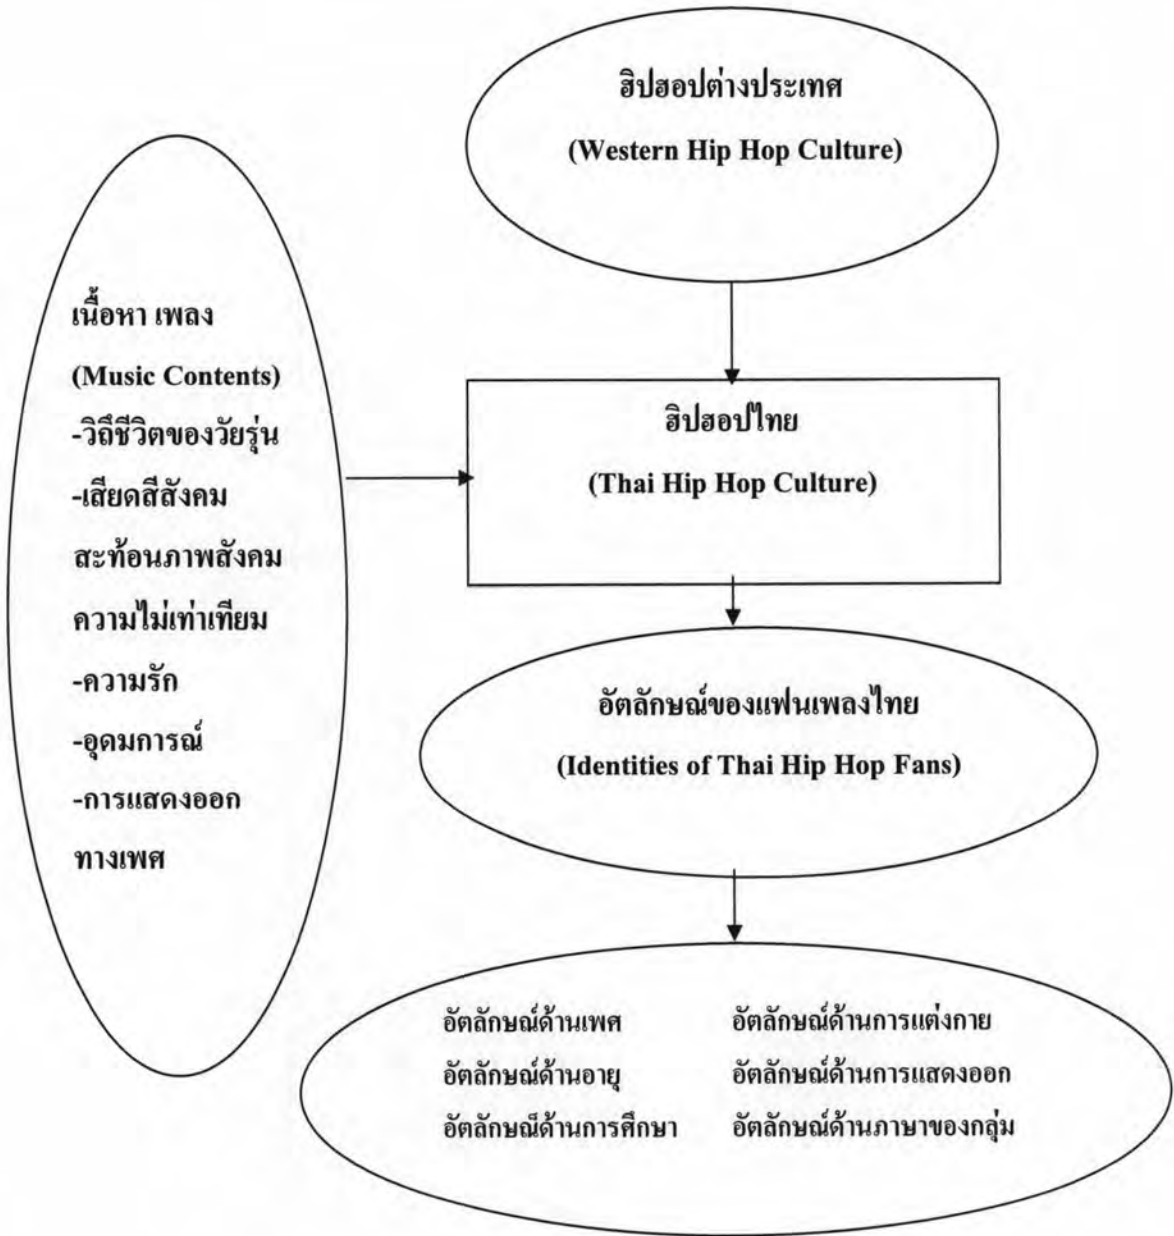 ฮิปฮอปต่างประเทศ
(Western Hip Hop Culture)
เนื้อหา เพลง
(Music Contents)
-วิถีชีวิตของวัยรุ่น
-เสียดสีสังคม
สะท้อนภาพสังคม
ความไม่เท่าเทียม
-ความรัก
-อุดมการณ์
-การแสดงออก
ทางเพศ
ฮิปฮอปไทย
(Thai Hip Hop Culture)
อัตลักษณ์ของแฟนเพลงไทย
(Identities of Thai Hip Hop Fans)
อัตลักษณ์ด้านเพศ อัตลักษณ์ด้านการแต่งกาย
อัตลักษณ์ด้านอายุ อัตลักษณ์ด้านการแสดงออก
อัตลักษณ์ด้านการศึกษา อัตลักษณ์ด้านภาษาของกลุ่ม